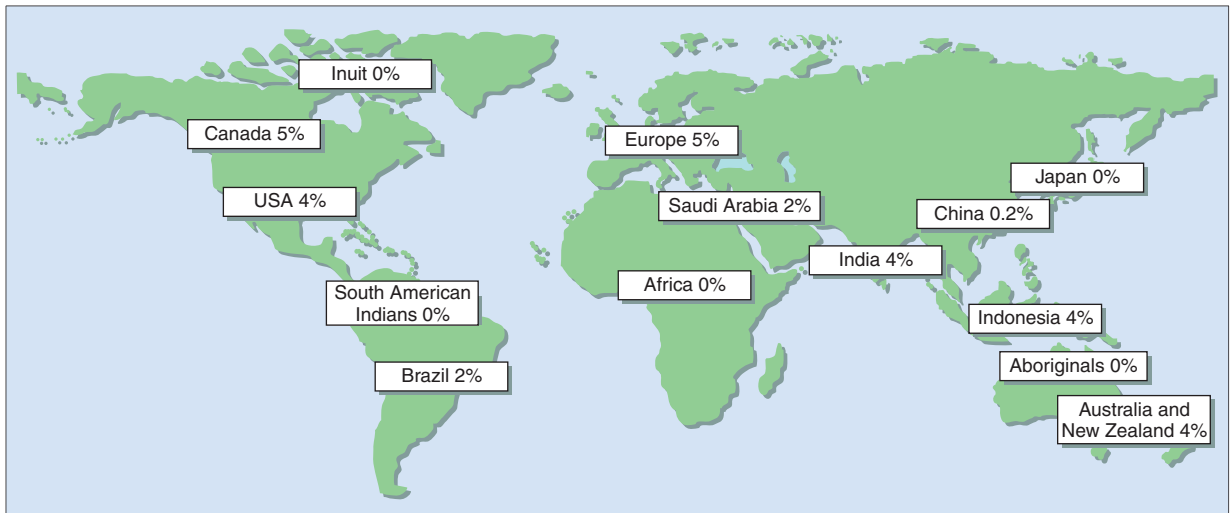 Inuit 0%
Canada 5%
Europe 5%
Japan 0%
USA 4%
Saudi Arabia 2%
China 0.2%
India 4%
Africa 0%
South American
Indians 0%
Indonesia 4%
Aboriginals 0%
Brazil 2%
Australia and
New Zealand 4%